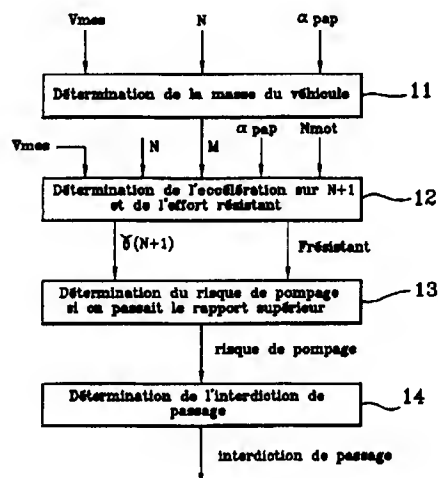 Vmes N α pap
Détermination de la masse du véhicule
11
Vmes N M α pap Nmot
Détermination de l'eccélération sur N+1
et de l'effort résistant
12
γ(N+1) Frésistant
Détermination du risque de pompage
si on passait le rapport supérieur
13
risque de pompage
Détermination de l'interdiction de
passage
14
interdiction de passage